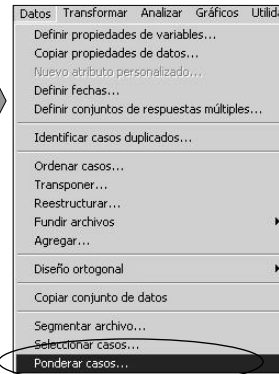 Datos Transformar Analizar Gráficos Utilid
Definir propiedades de variables...
Copiar propiedades de datos...
Nuevo atributo personalizado...
Definir fechas...
Definir conjuntos de respuestas múltiples...
Identificar casos duplicados...
Ordenar casos...
Transponer...
Reestructurar...
Fundir archivos
Agregar...
Diseño ortogonal
Copiar conjunto de datos
Segmentar archivo...
Seleccionar casos...
Ponderar casos...